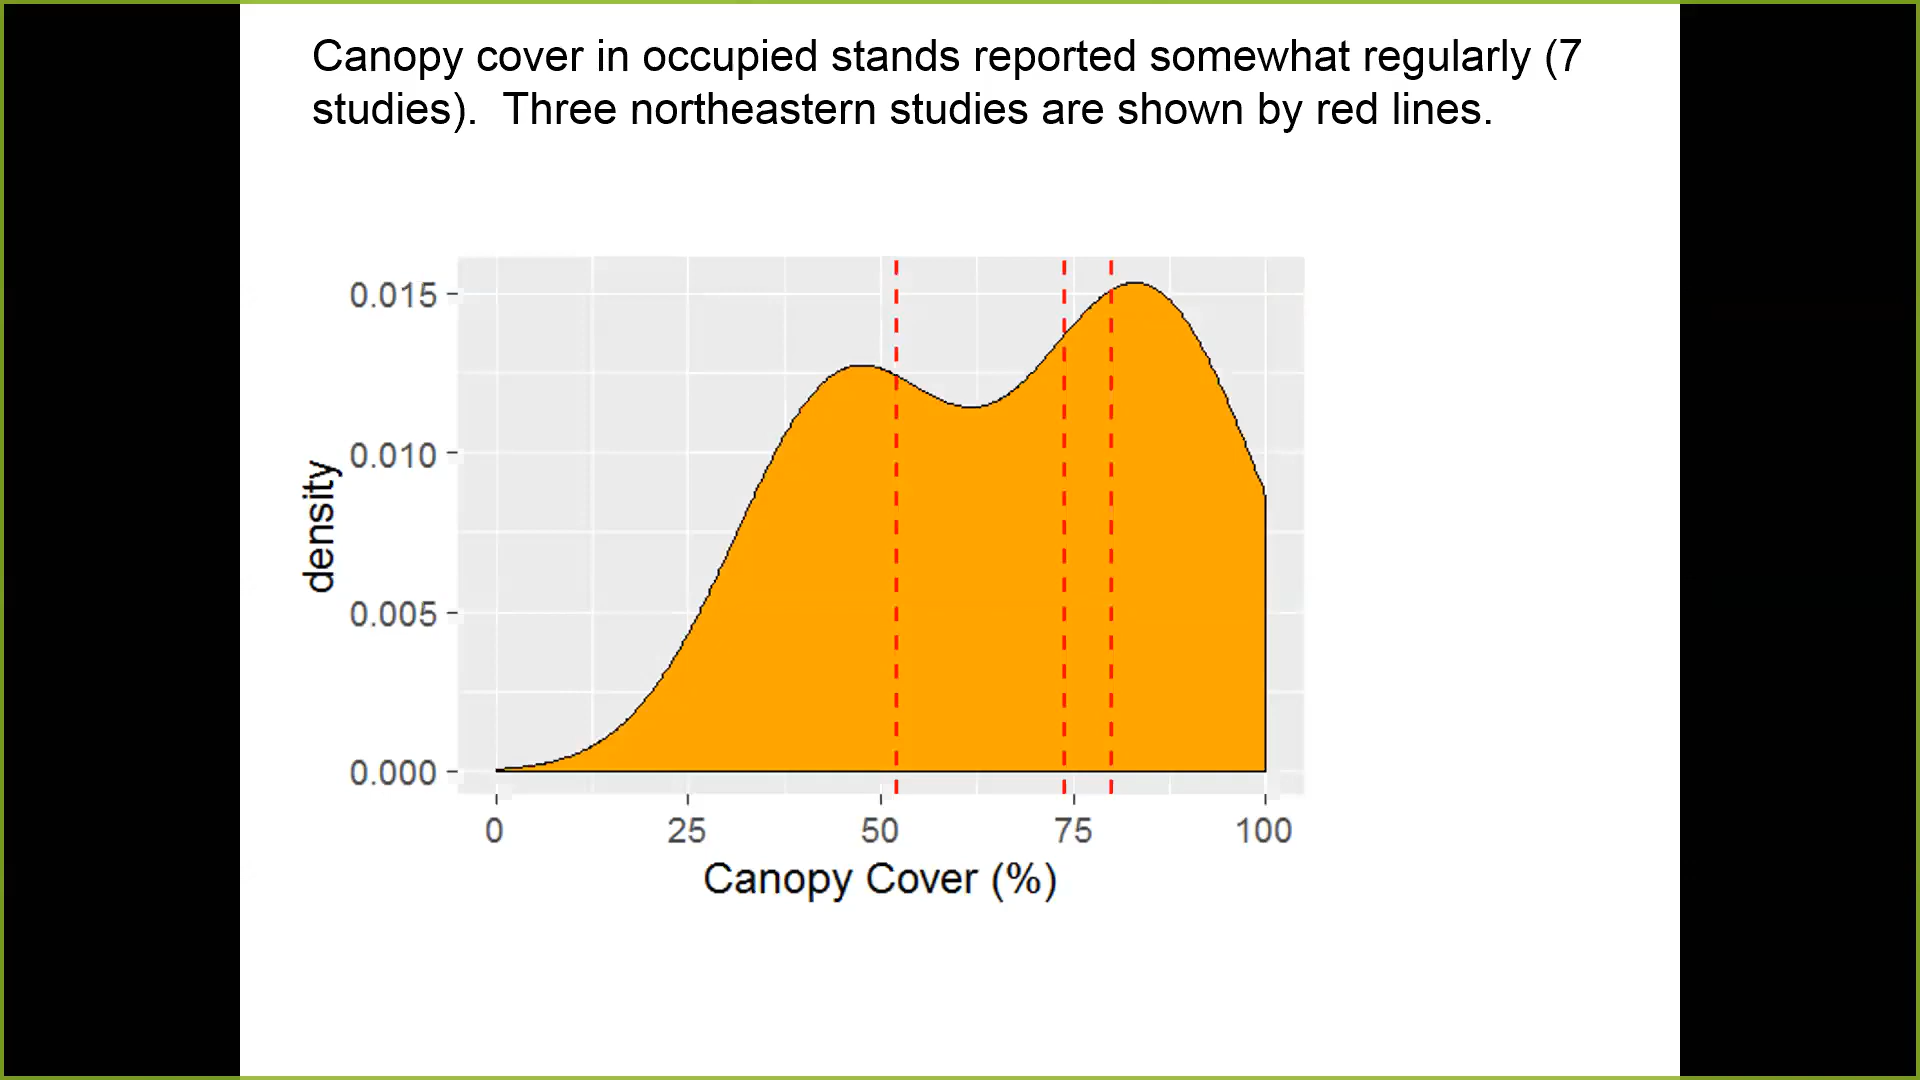 Canopy cover in occupied stands reported somewhat regularly (7
studies).  Three northeastern studies are shown by red lines.
0.015
0.010
0.005
0.000
density
0 25 50 75 100
Canopy Cover (%)